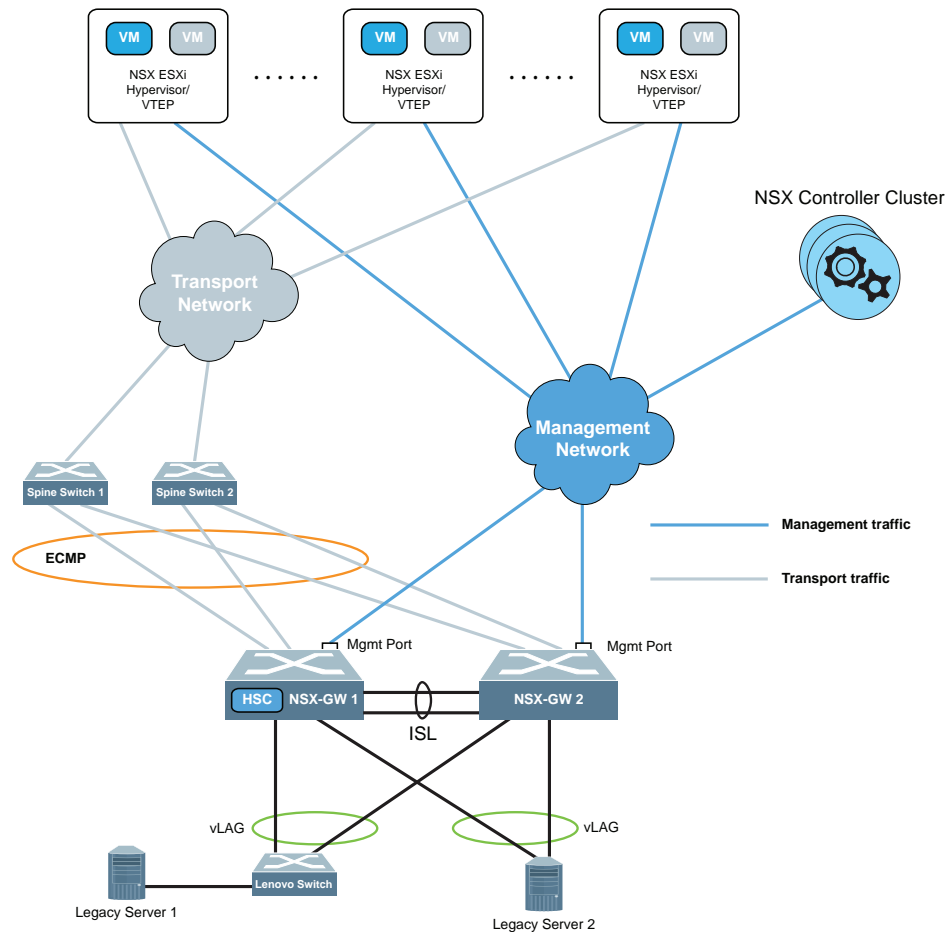 VM VM
NSX ESXi
Hypervisor/
VTEP
VM VM
NSX ESXi
Hypervisor/
VTEP
VM VM
NSX ESXi
Hypervisor/
VTEP
NSX Controller Cluster
Transport
Network
Management
Network
Spine Switch 1
Spine Switch 2
Management traffic
ECMP
Transport traffic
Mgmt Port
Mgmt Port
HSC NSX-GW 1
NSX-GW 2
ISL
vLAG
vLAG
Lenovo Switch
Legacy Server 1
Legacy Server 2